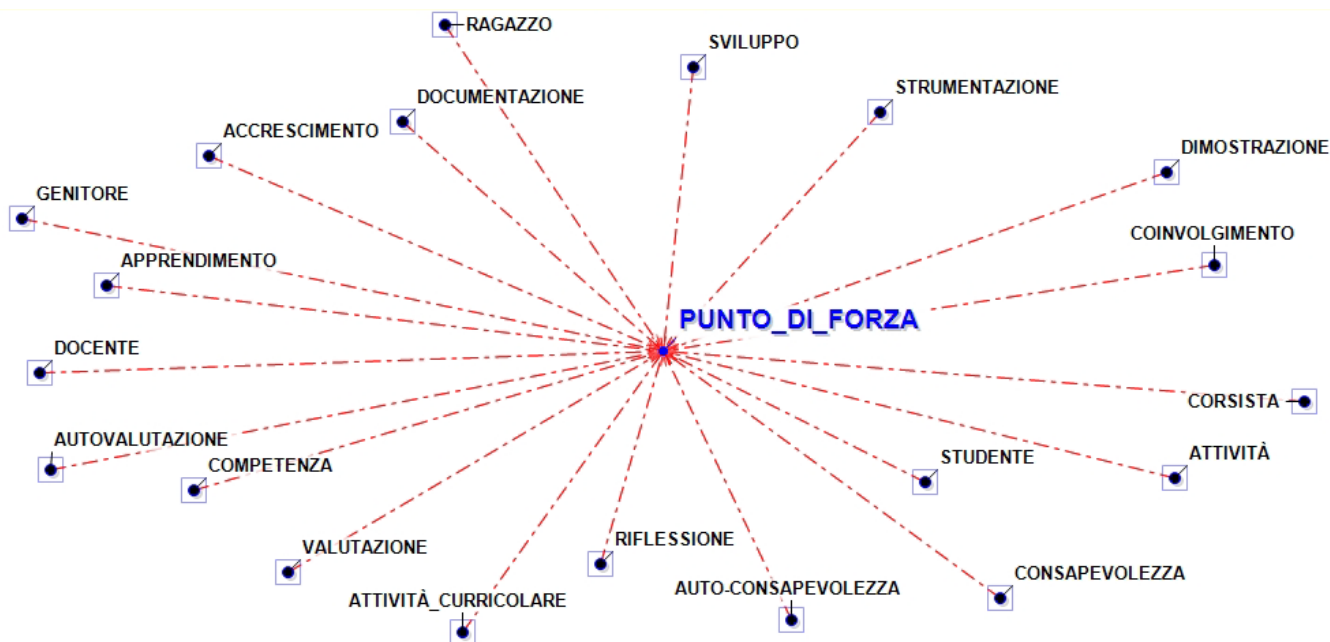 RAGAZZO
SVILUPPO
STRUMENTAZIONE
DOCUMENTAZIONE
ACCRESCIMENTO
DIMOSTRAZIONE
GENITORE
COINVOLGIMENTO
APPRENDIMENTO
PUNTO_DI_FORZA
DOCENTE
CORSISTA
AUTOVALUTAZIONE
COMPETENZA
STUDENTE
ATTIVITÀ
VALUTAZIONE
RIFLESSIONE
CONSAPEVOLEZZA
ATTIVITÀ_CURRICOLARE
AUTO-CONSAPEVOLEZZA